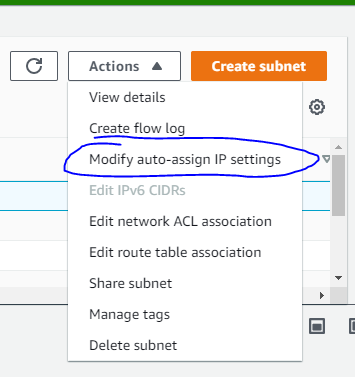 Actions
Create subnet
View details
Create flow log
Modify auto-assign IP settings
Edit IPv6 CIDRs
Edit network ACL association
Edit route table association
Share subnet
Manage tags
Delete subnet